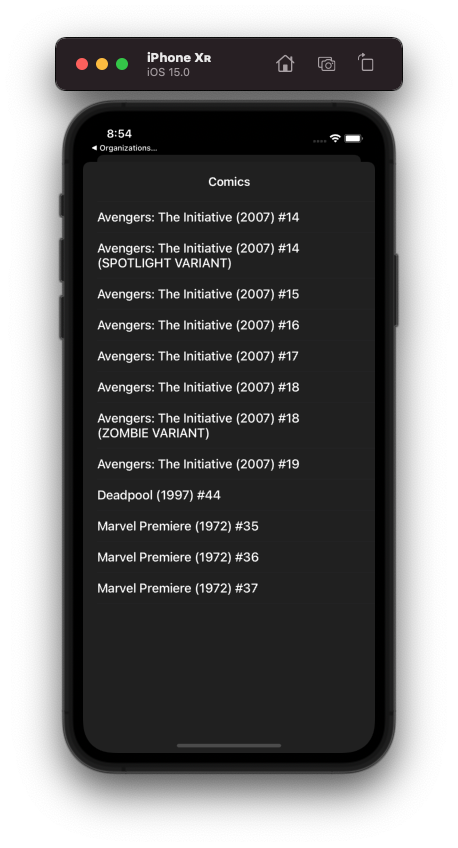 iPhone Xʀ
iOS 15.0
8:54
◀ Organizations...
Comics
Avengers: The Initiative (2007) #14
Avengers: The Initiative (2007) #14
(SPOTLIGHT VARIANT)
Avengers: The Initiative (2007) #15
Avengers: The Initiative (2007) #16
Avengers: The Initiative (2007) #17
Avengers: The Initiative (2007) #18
Avengers: The Initiative (2007) #18
(ZOMBIE VARIANT)
Avengers: The Initiative (2007) #19
Deadpool (1997) #44
Marvel Premiere (1972) #35
Marvel Premiere (1972) #36
Marvel Premiere (1972) #37